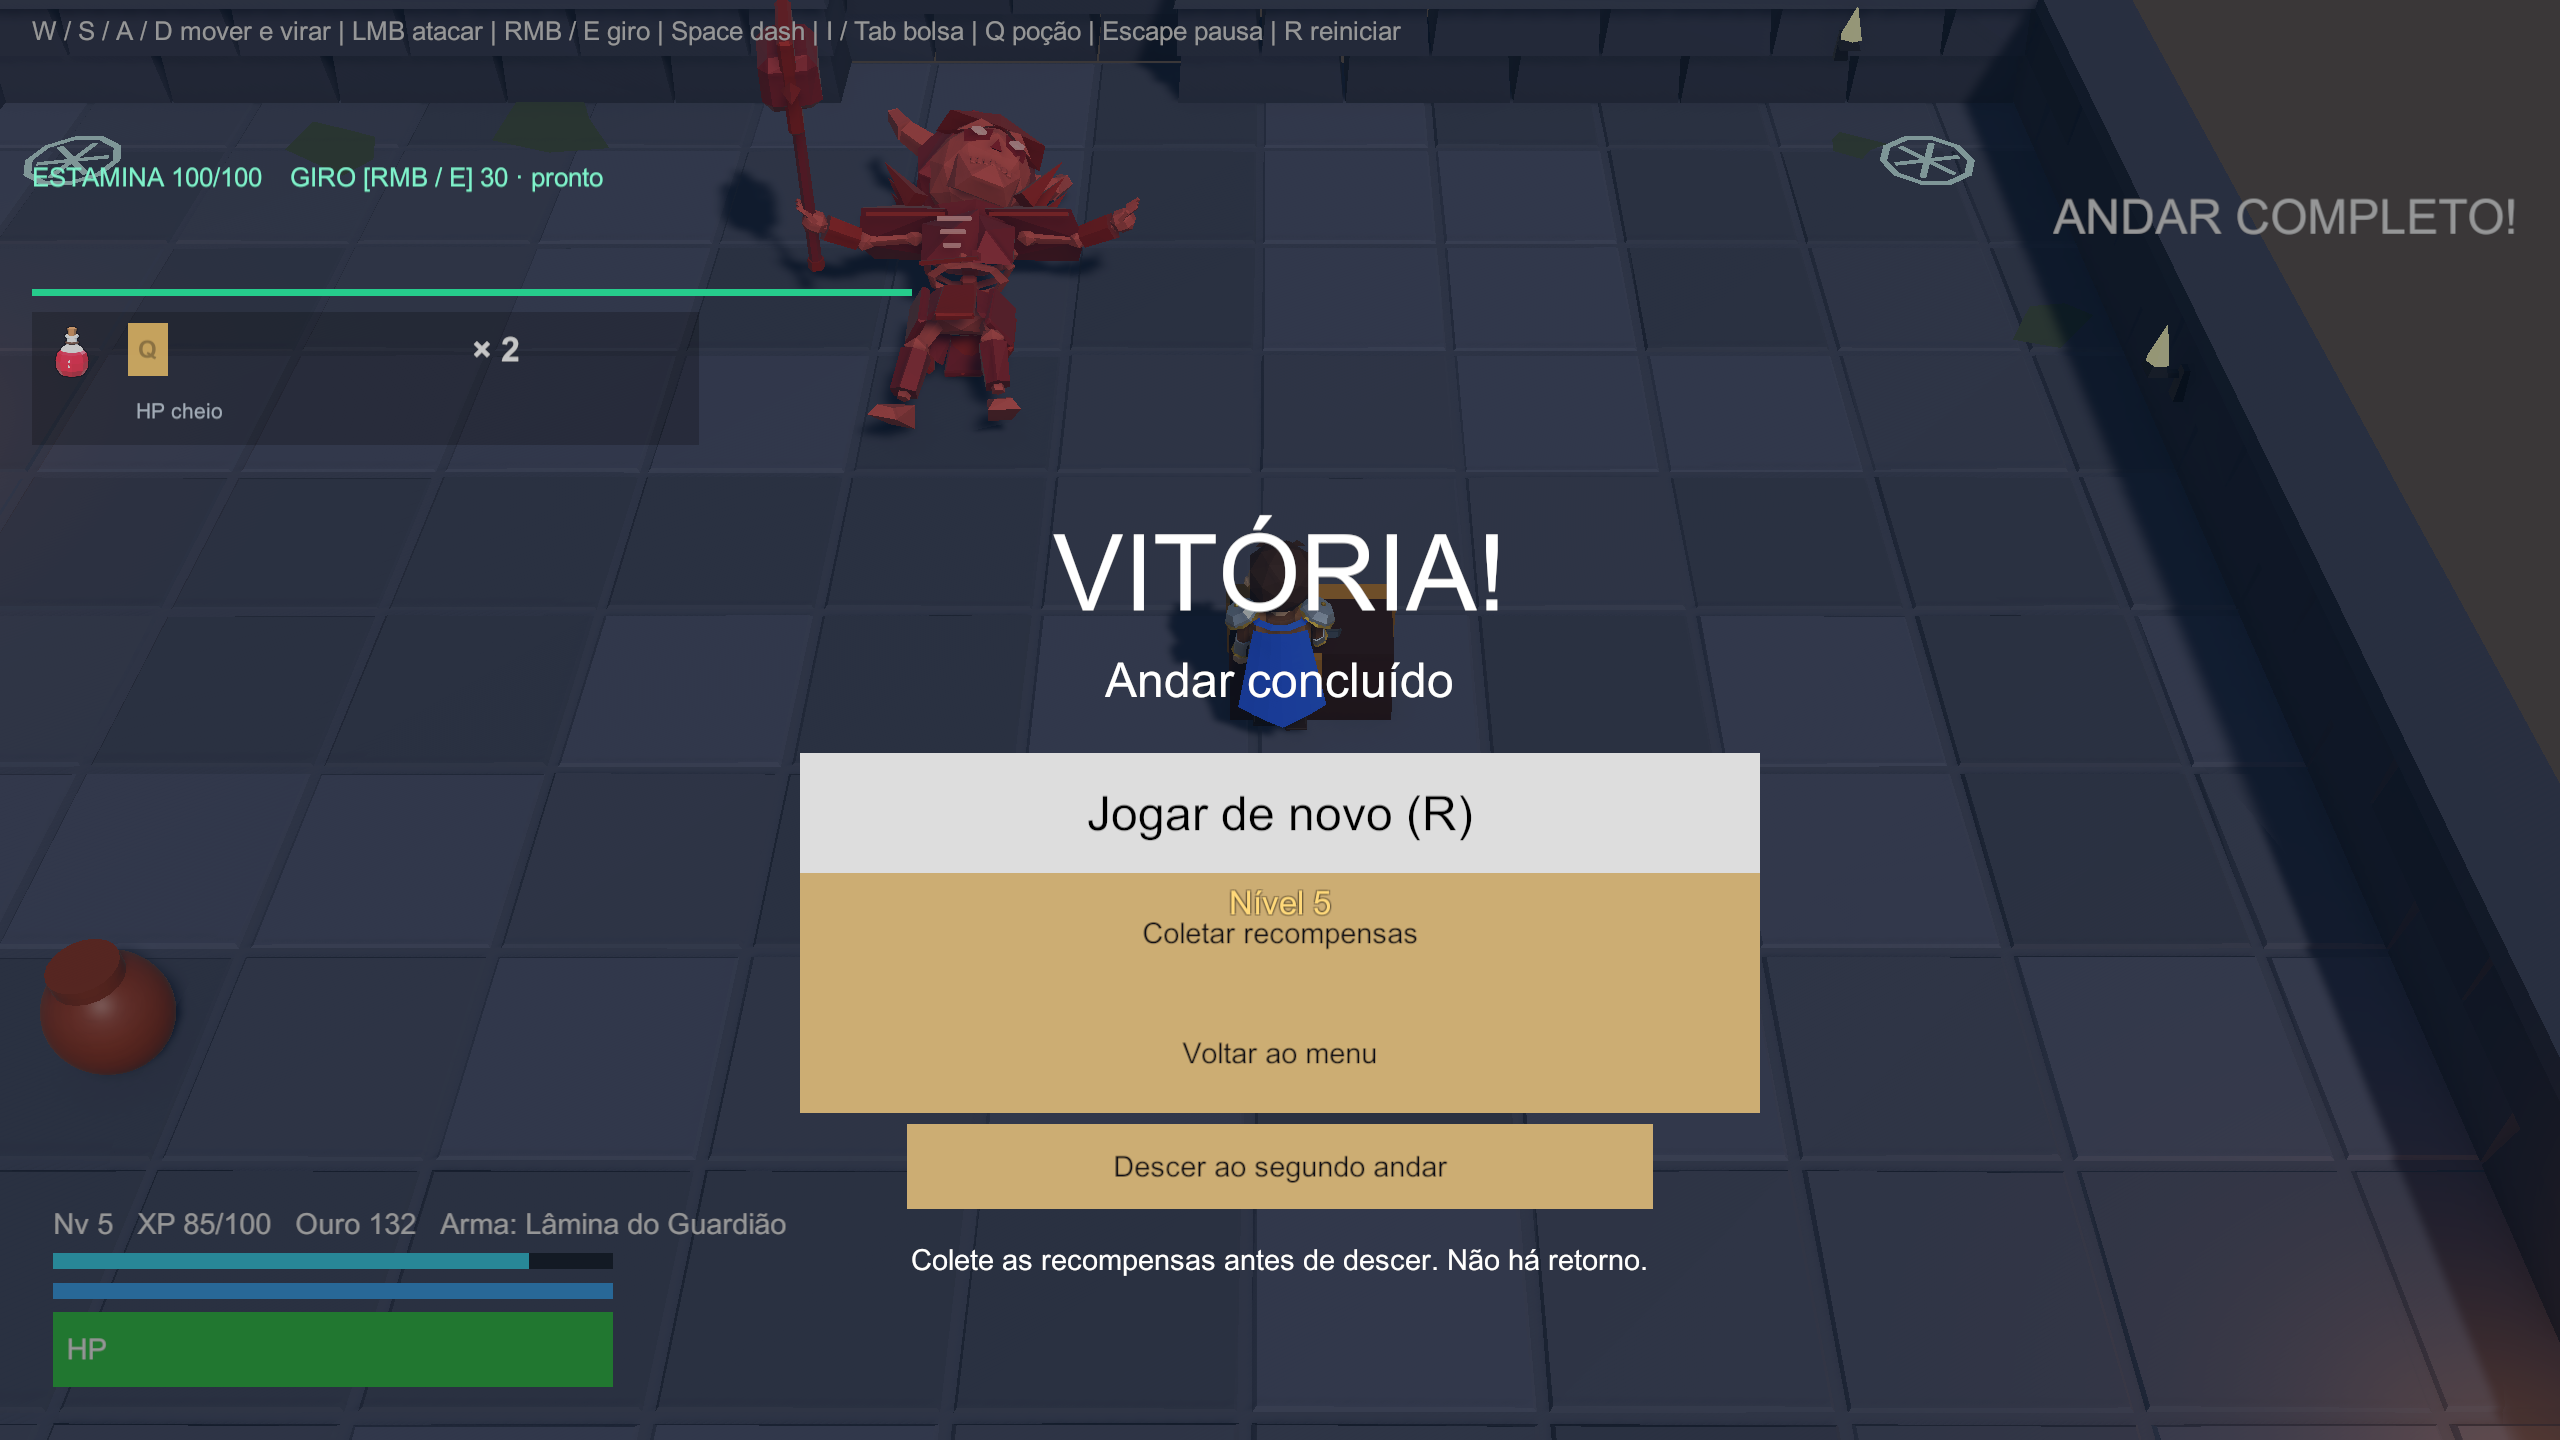 W / S / A / D mover e virar | LMB atacar | RMB / E giro | Space dash | I / Tab bolsa | Q poção | Escape pausa | R reiniciar
ESTAMINA 100/100 GIRO [RMB / E] 30 · pronto
ANDAR COMPLETO!
Q × 2
HP cheio
VITÓRIA!
Andar concluído
Jogar de novo (R)
Nível 5
Coletar recompensas
Voltar ao menu
Descer ao segundo andar
Nv 5 XP 85/100 Ouro 132 Arma: Lâmina do Guardião
Colete as recompensas antes de descer. Não há retorno.
HP